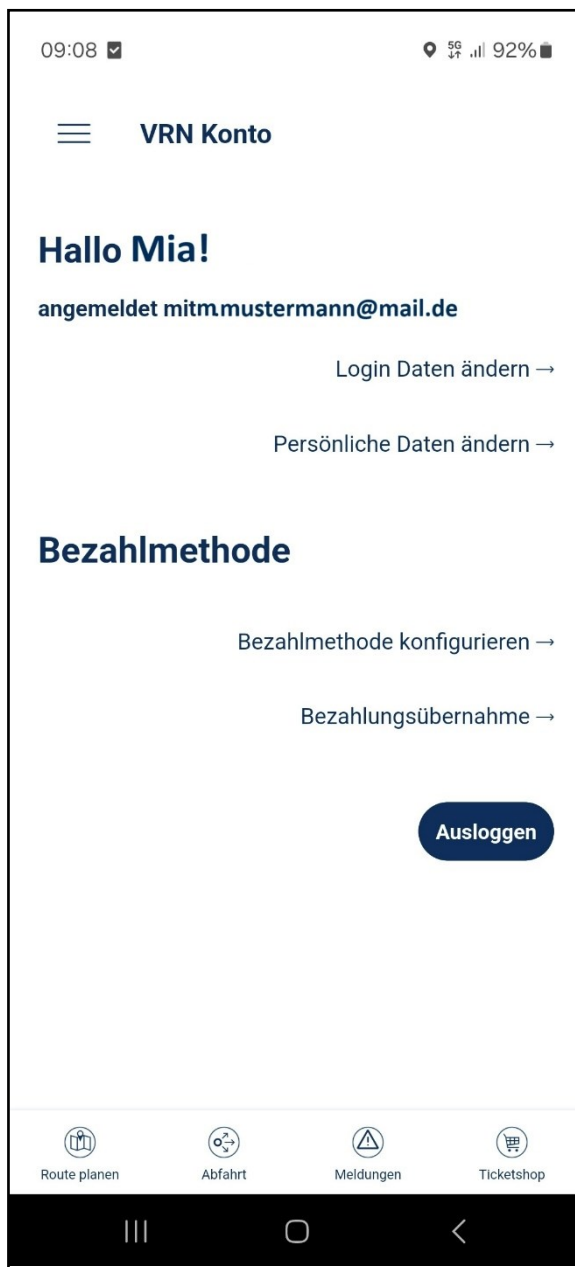 09:08 5G 92%
VRN Konto
Hallo Mia!
angemeldet mitm.mustermann@mail.de
Login Daten ändern →
Persönliche Daten ändern →
Bezahlmethode
Bezahlmethode konfigurieren →
Bezahlungsübernahme →
Ausloggen
Route planen Abfahrt Meldungen Ticketshop